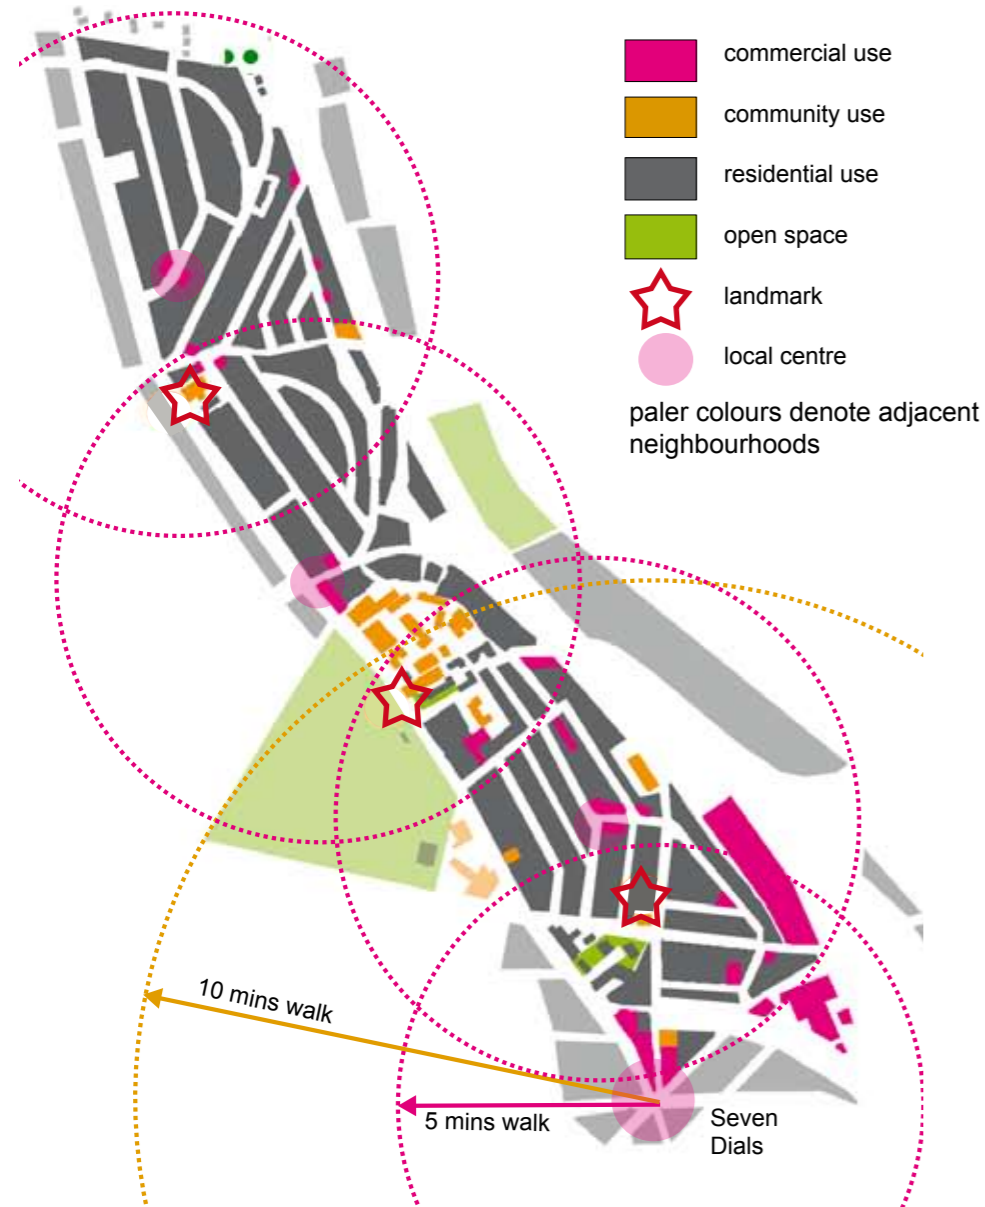 commercial use
community use
residential use
open space
landmark
local centre
paler colours denote adjacent
neighbourhoods
10 mins walk
5 mins walk
Seven
Dials